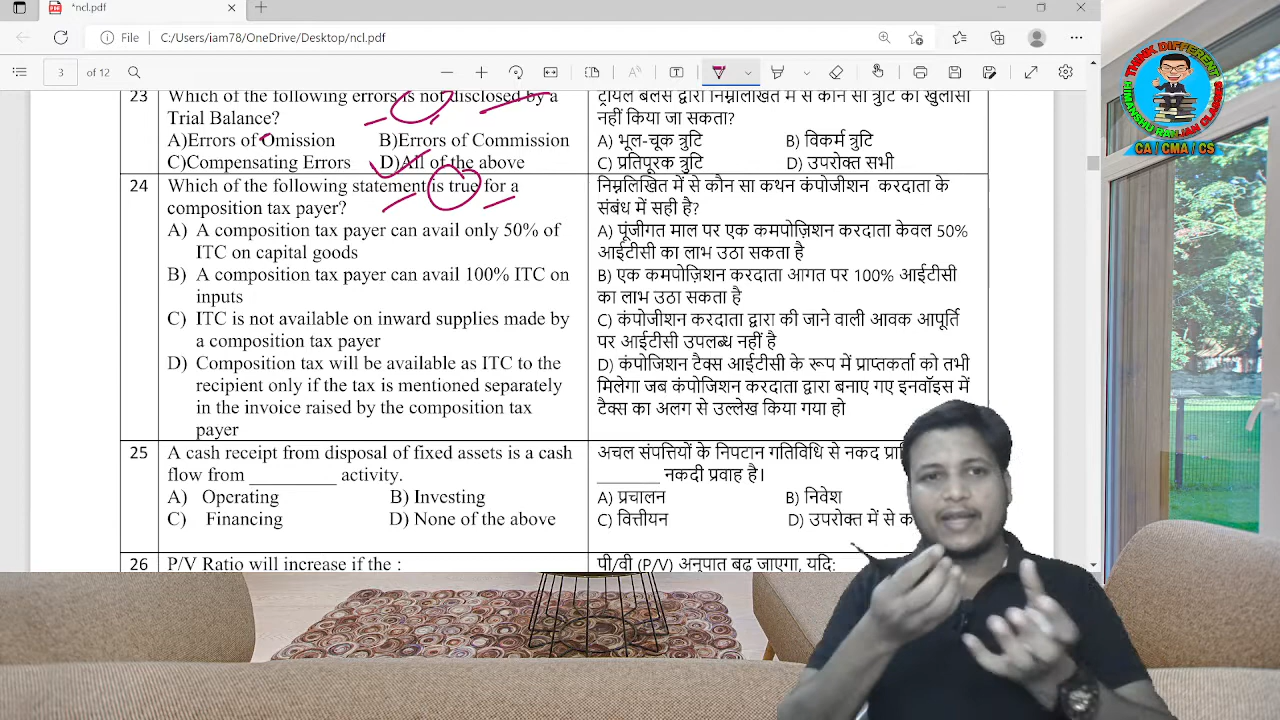 *ncl.pdf
File C:/Users/iam78/OneDrive/Desktop/ncl.pdf
3 of 12
23 Which of the following errors is disclosed by a
Trial Balance?
A)Errors of Omission B)Errors of Commission
C)Compensating Errors D)All of the above
ट्रायल बैलेंस द्वारा निम्नलिखित में से कौन सी त्रुटि का खुलासा
नहीं किया जा सकता?
A) भूल-चूक त्रुटि B) विकर्म त्रुटि
C) प्रतिपूरक त्रुटि D) उपरोक्त सभी
24 Which of the following statement is true for a
composition tax payer?
A) A composition tax payer can avail only 50% of
ITC on capital goods
B) A composition tax payer can avail 100% ITC on
inputs
C) ITC is not available on inward supplies made by
a composition tax payer
D) Composition tax will be available as ITC to the
recipient only if the tax is mentioned separately
in the invoice raised by the composition tax
payer
निम्नलिखित में से कौन सा कथन कंपोजीशन करदाता के
संबंध में सही है?
A) पूंजीगत माल पर एक कमपोज़िशन करदाता केवल 50%
आईटीसी का लाभ उठा सकता है
B) एक कमपोज़िशन करदाता आगत पर 100% आईटीसी
का लाभ उठा सकता है
C) कंपोजीशन करदाता द्वारा की जाने वाली आवक आपूर्ति
पर आईटीसी उपलब्ध नहीं है
D) कंपोजिशन टैक्स आईटीसी के रूप में प्राप्तकर्ता को तभी
मिलेगा जब कंपोजिशन करदाता द्वारा बनाए गए इनवॉइस में
टैक्स का अलग से उल्लेख किया गया हो
25 A cash receipt from disposal of fixed assets is a cash
flow from _________ activity.
A) Operating B) Investing
C) Financing D) None of the above
अचल संपत्तियों के निपटान गतिविधि से नकद
_______ नकदी प्रवाह है।
A) प्रचालन B) निवेश
C) वित्तीयन D) उपरोक्त में से
26 P/V Ratio will increase if the :
पी/वी (P/V) अनुपात बढ़ जाएगा, यदि:
THINK DIFFERENT
HIMANSHU RANJAN CLASSES
CA / CMA / CS